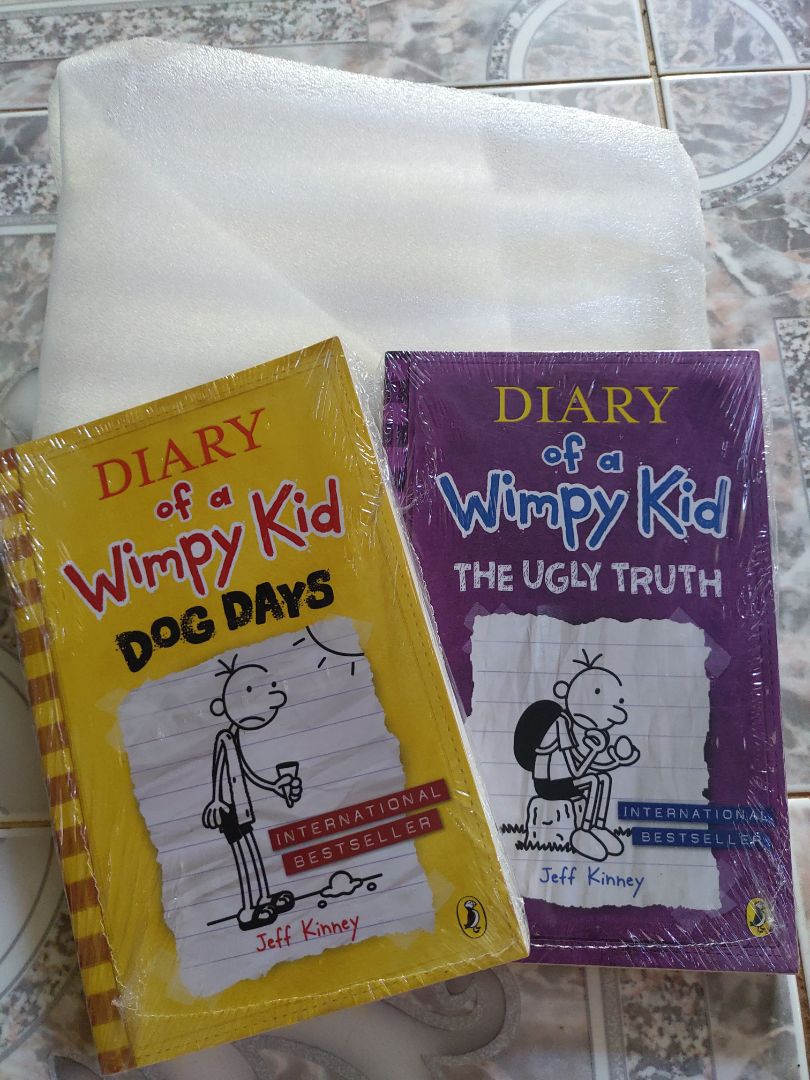 DIARY
of a
Wimpy Kid
DOG DAYS
INTERNATIONAL
BESTSELLER
Jeff Kinney
DIARY
of a
Wimpy Kid
THE UGLY TRUTH
INTERNATIONAL
BESTSELLER
Jeff Kinney